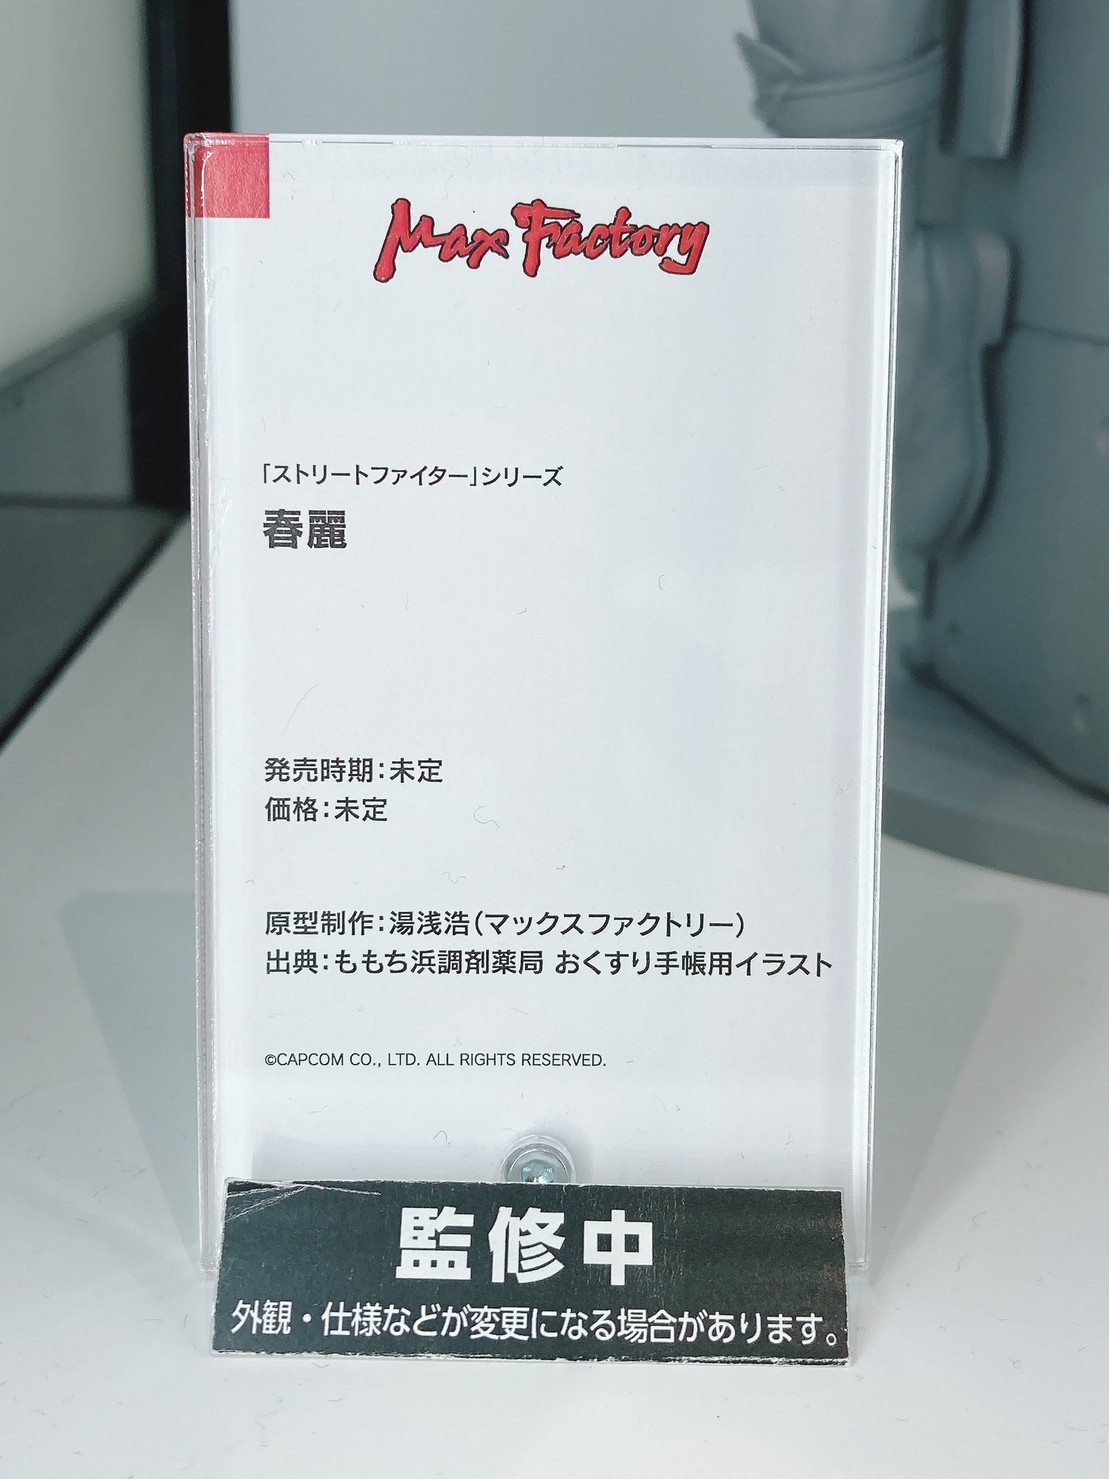 Max Factory
「ストリートファイター」シリーズ
春麗
発売時期：未定
価格：未定
原型制作：湯浅浩（マックスファクトリー）
出典：ももち浜調剤薬局 おくすり手帳用イラスト
©CAPCOM CO., LTD. ALL RIGHTS RESERVED.
監修中
外観・仕様などが変更になる場合があります。